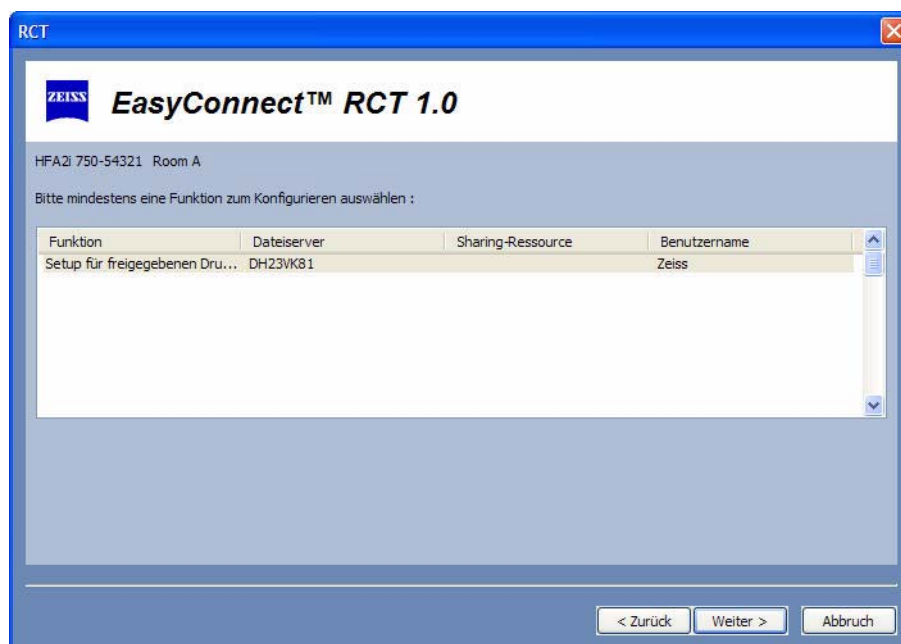 RCT
ZEISS
EasyConnect™ RCT 1.0
HFA2i 750-54321 Room A
Bitte mindestens eine Funktion zum Konfigurieren auswählen :
Funktion Dateiserver Sharing-Ressource Benutzername
Setup für freigegebenen Dru... DH23VK81 Zeiss
< Zurück Weiter > Abbruch